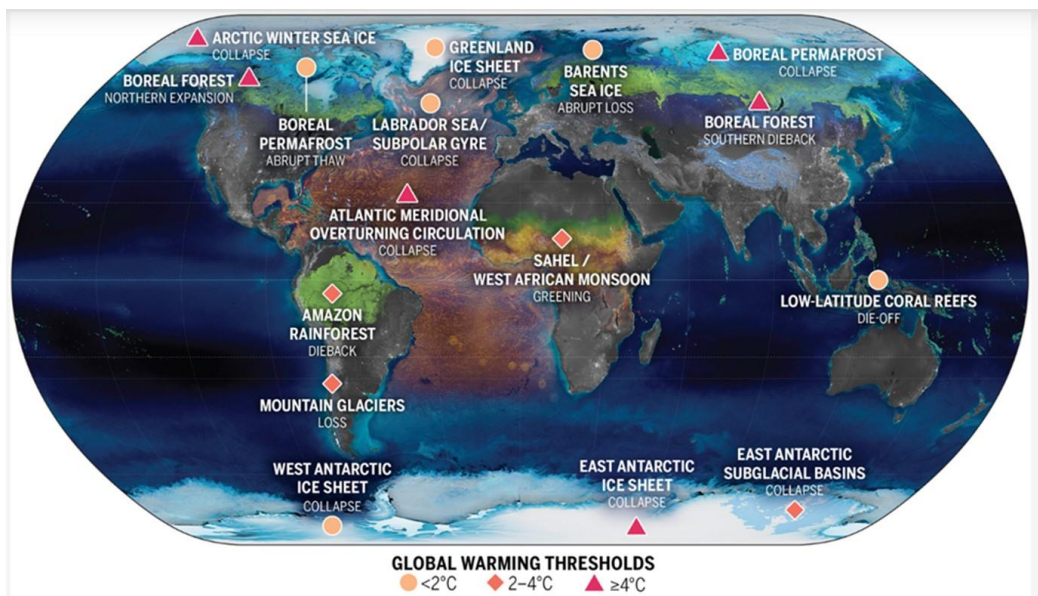 ARCTIC WINTER SEA ICE
COLLAPSE
GREENLAND
ICE SHEET
COLLAPSE
BARENTS
SEA ICE
ABRUPT LOSS
BOREAL PERMAFROST
COLLAPSE
BOREAL FOREST
NORTHERN EXPANSION
BOREAL
PERMAFROST
ABRUPT THAW
LABRADOR SEA/
SUBPOLAR GYRE
COLLAPSE
BOREAL FOREST
SOUTHERN DIEBACK
ATLANTIC MERIDIONAL
OVERTURNING CIRCULATION
COLLAPSE
SAHEL /
WEST AFRICAN MONSOON
GREENING
LOW-LATITUDE CORAL REEFS
DIE-OFF
AMAZON
RAINFOREST
DIEBACK
MOUNTAIN GLACIERS
LOSS
WEST ANTARCTIC
ICE SHEET
COLLAPSE
EAST ANTARCTIC
ICE SHEET
COLLAPSE
EAST ANTARCTIC
SUBGLACIAL BASINS
COLLAPSE
GLOBAL WARMING THRESHOLDS
<2°C 2–4°C ≥4°C